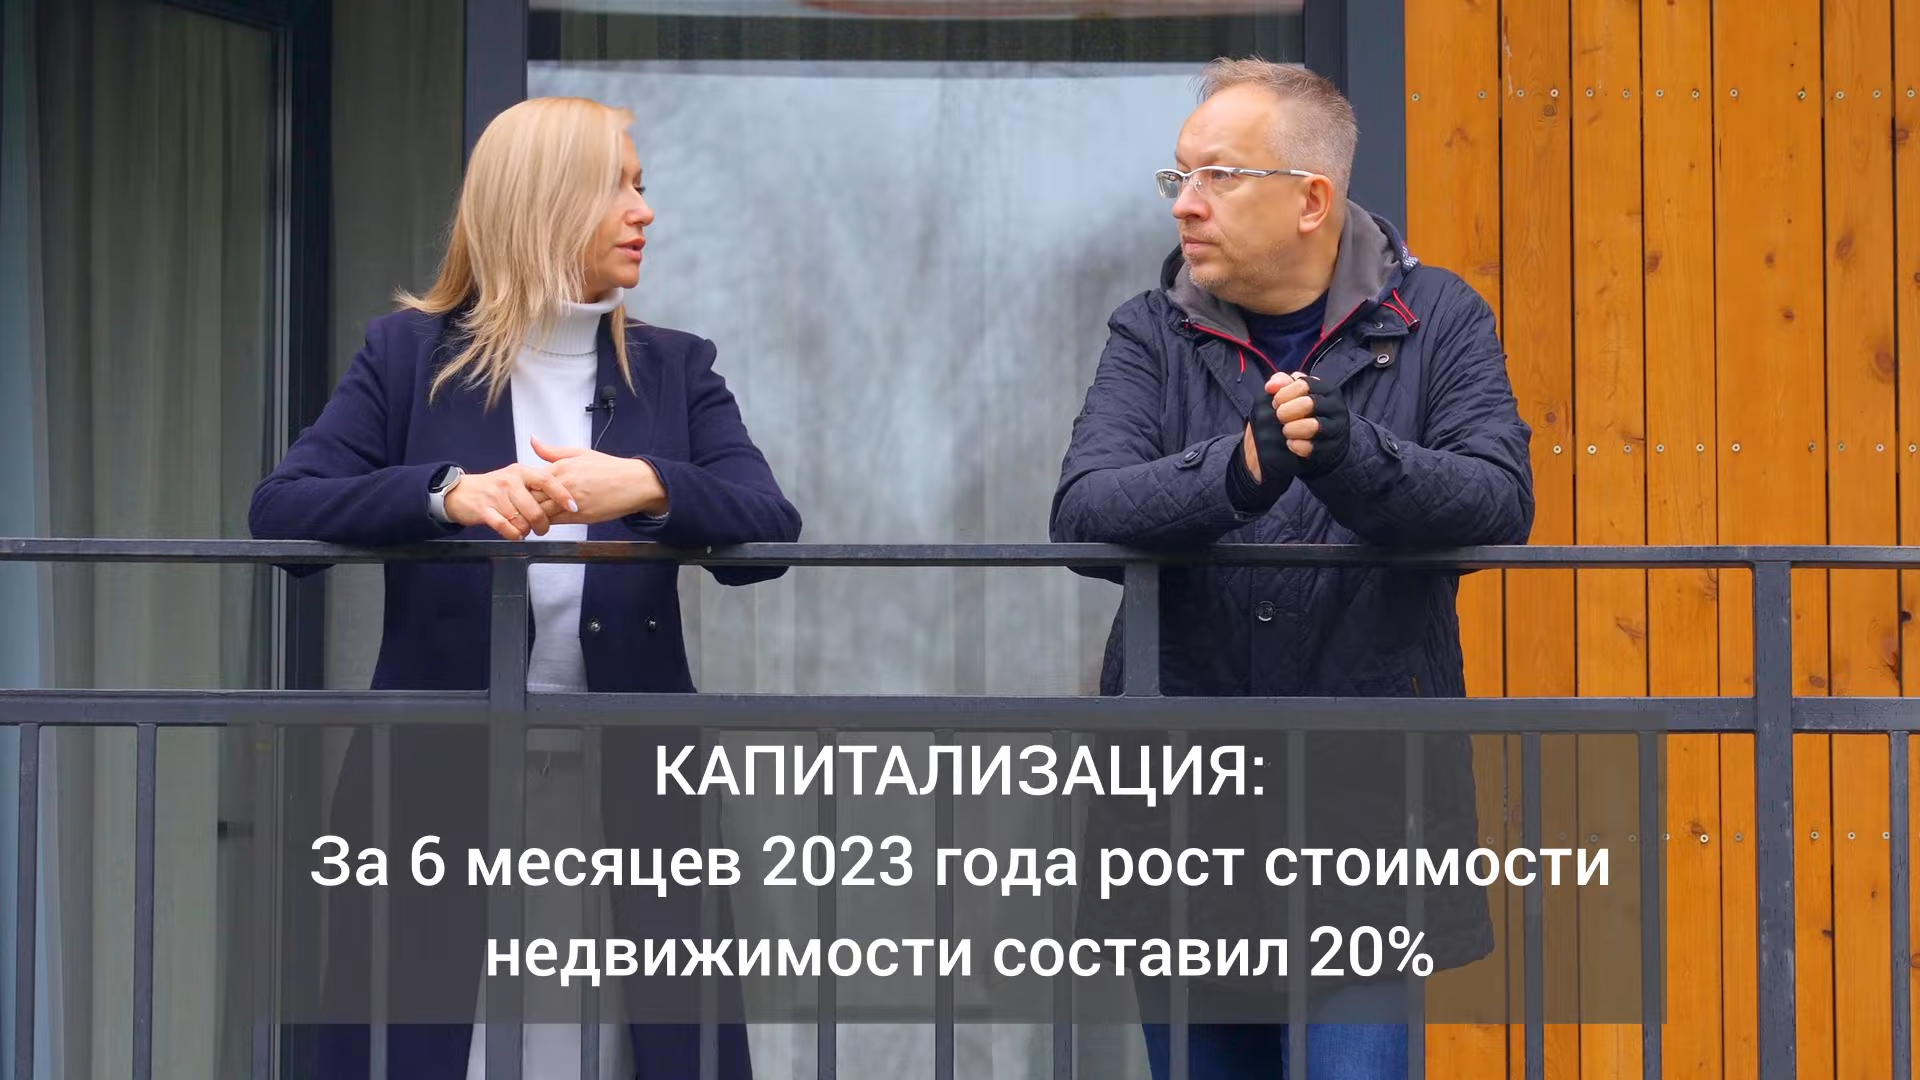 КАПИТАЛИЗАЦИЯ:
За 6 месяцев 2023 года рост стоимости
недвижимости составил 20%